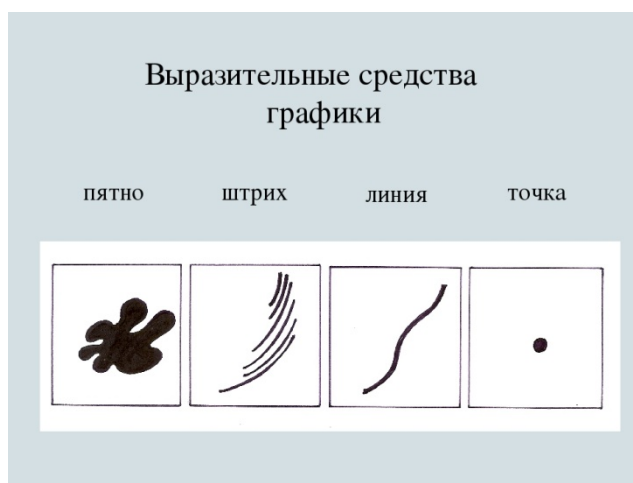 Выразительные средства
графики
пятно штрих линия точка